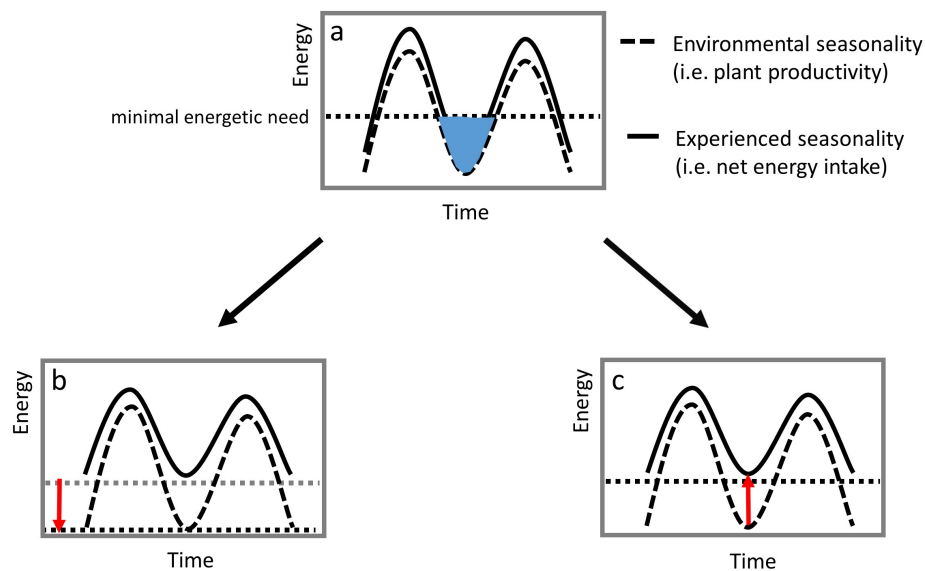 a
Energy
minimal energetic need
Time
Environmental seasonality
(i.e. plant productivity)
Experienced seasonality
(i.e. net energy intake)
b
Energy
Time
c
Energy
Time